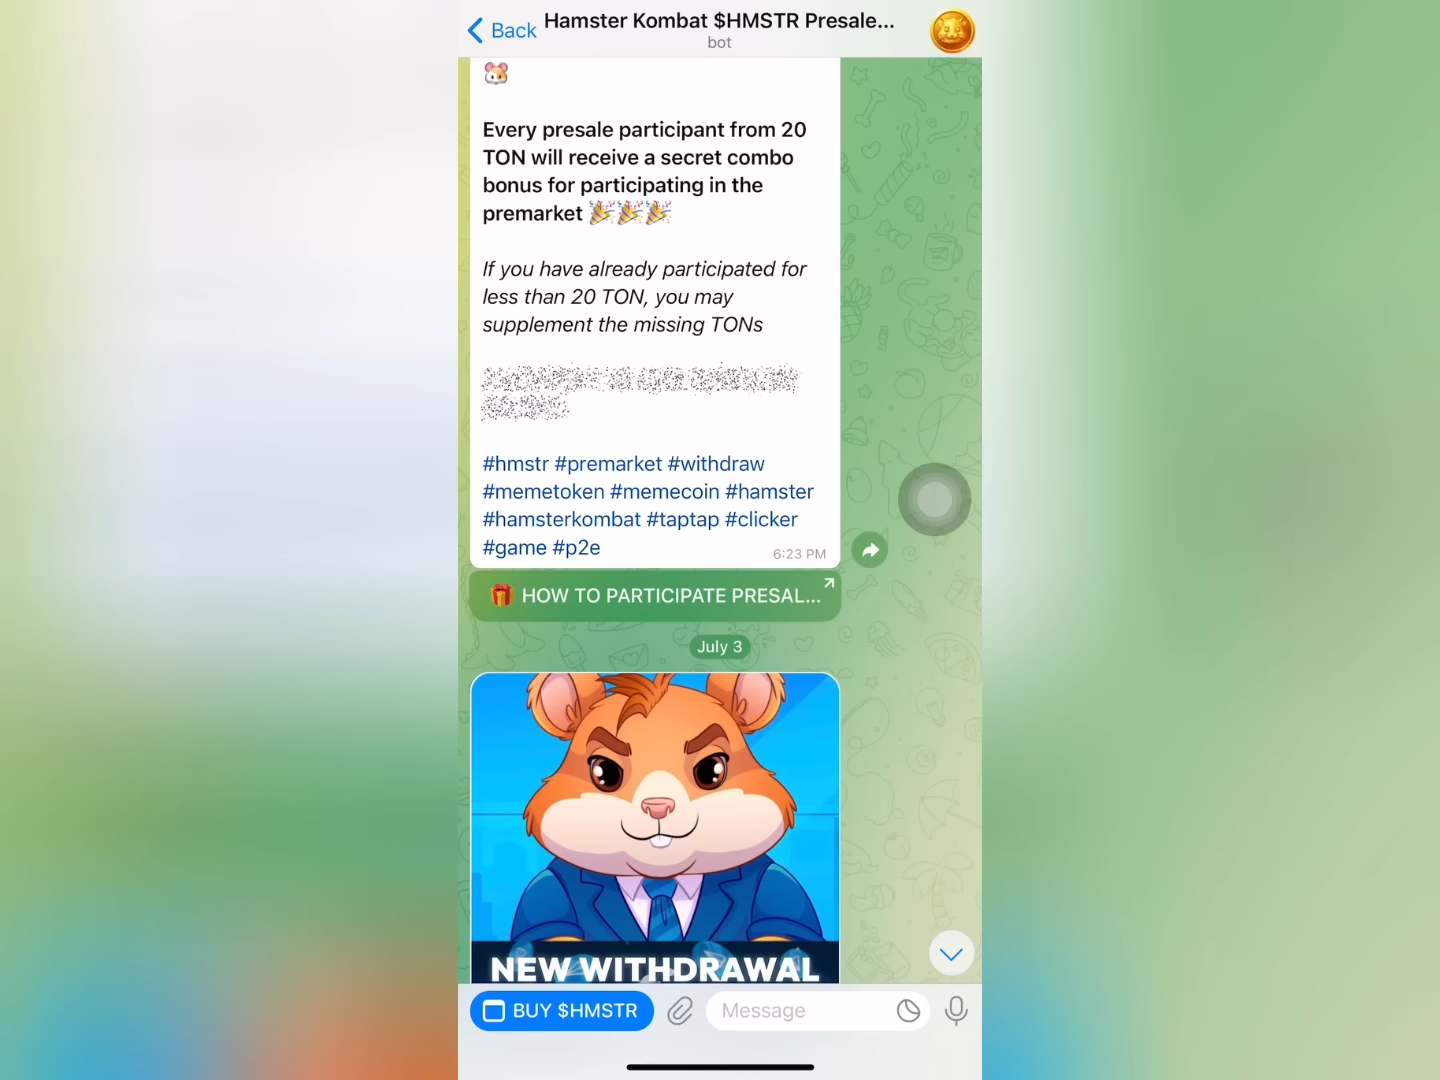 Back
Hamster Kombat $HMSTR Presale...
bot
🐹
Every presale participant from 20
TON will receive a secret combo
bonus for participating in the
premarket 🎉🎉🎉
If you have already participated for
less than 20 TON, you may
supplement the missing TONs
#hmstr #premarket #withdraw
#memetoken #memecoin #hamster
#hamsterkombat #taptap #clicker
#game #p2e
6:23 PM
🎁 HOW TO PARTICIPATE PRESAL...
July 3
NEW WITHDRAWAL
BUY $HMSTR
Message